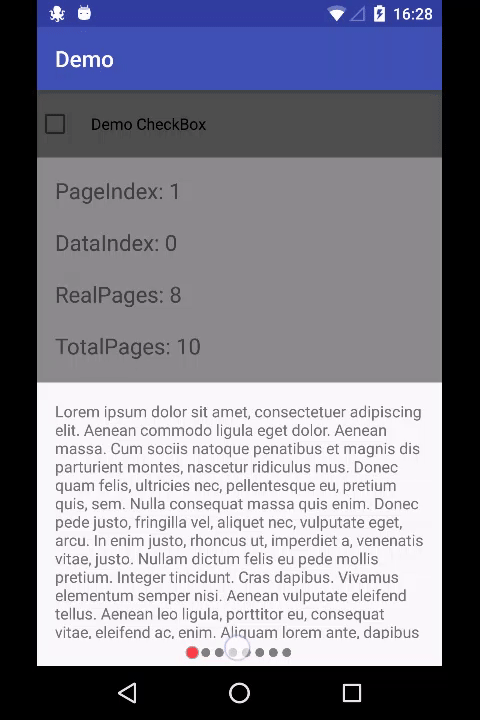 16:28
Demo
Demo CheckBox
PageIndex: 1
DataIndex: 0
RealPages: 8
TotalPages: 10
Lorem ipsum dolor sit amet, consectetuer adipiscing
elit. Aenean commodo ligula eget dolor. Aenean
massa. Cum sociis natoque penatibus et magnis dis
parturient montes, nascetur ridiculus mus. Donec
quam felis, ultricies nec, pellentesque eu, pretium
quis, sem. Nulla consequat massa quis enim. Donec
pede justo, fringilla vel, aliquet nec, vulputate eget,
arcu. In enim justo, rhoncus ut, imperdiet a, venenatis
vitae, justo. Nullam dictum felis eu pede mollis
pretium. Integer tincidunt. Cras dapibus. Vivamus
elementum semper nisi. Aenean vulputate eleifend
tellus. Aenean leo ligula, porttitor eu, consequat
vitae, eleifend ac, enim. Aliquam lorem ante, dapibus